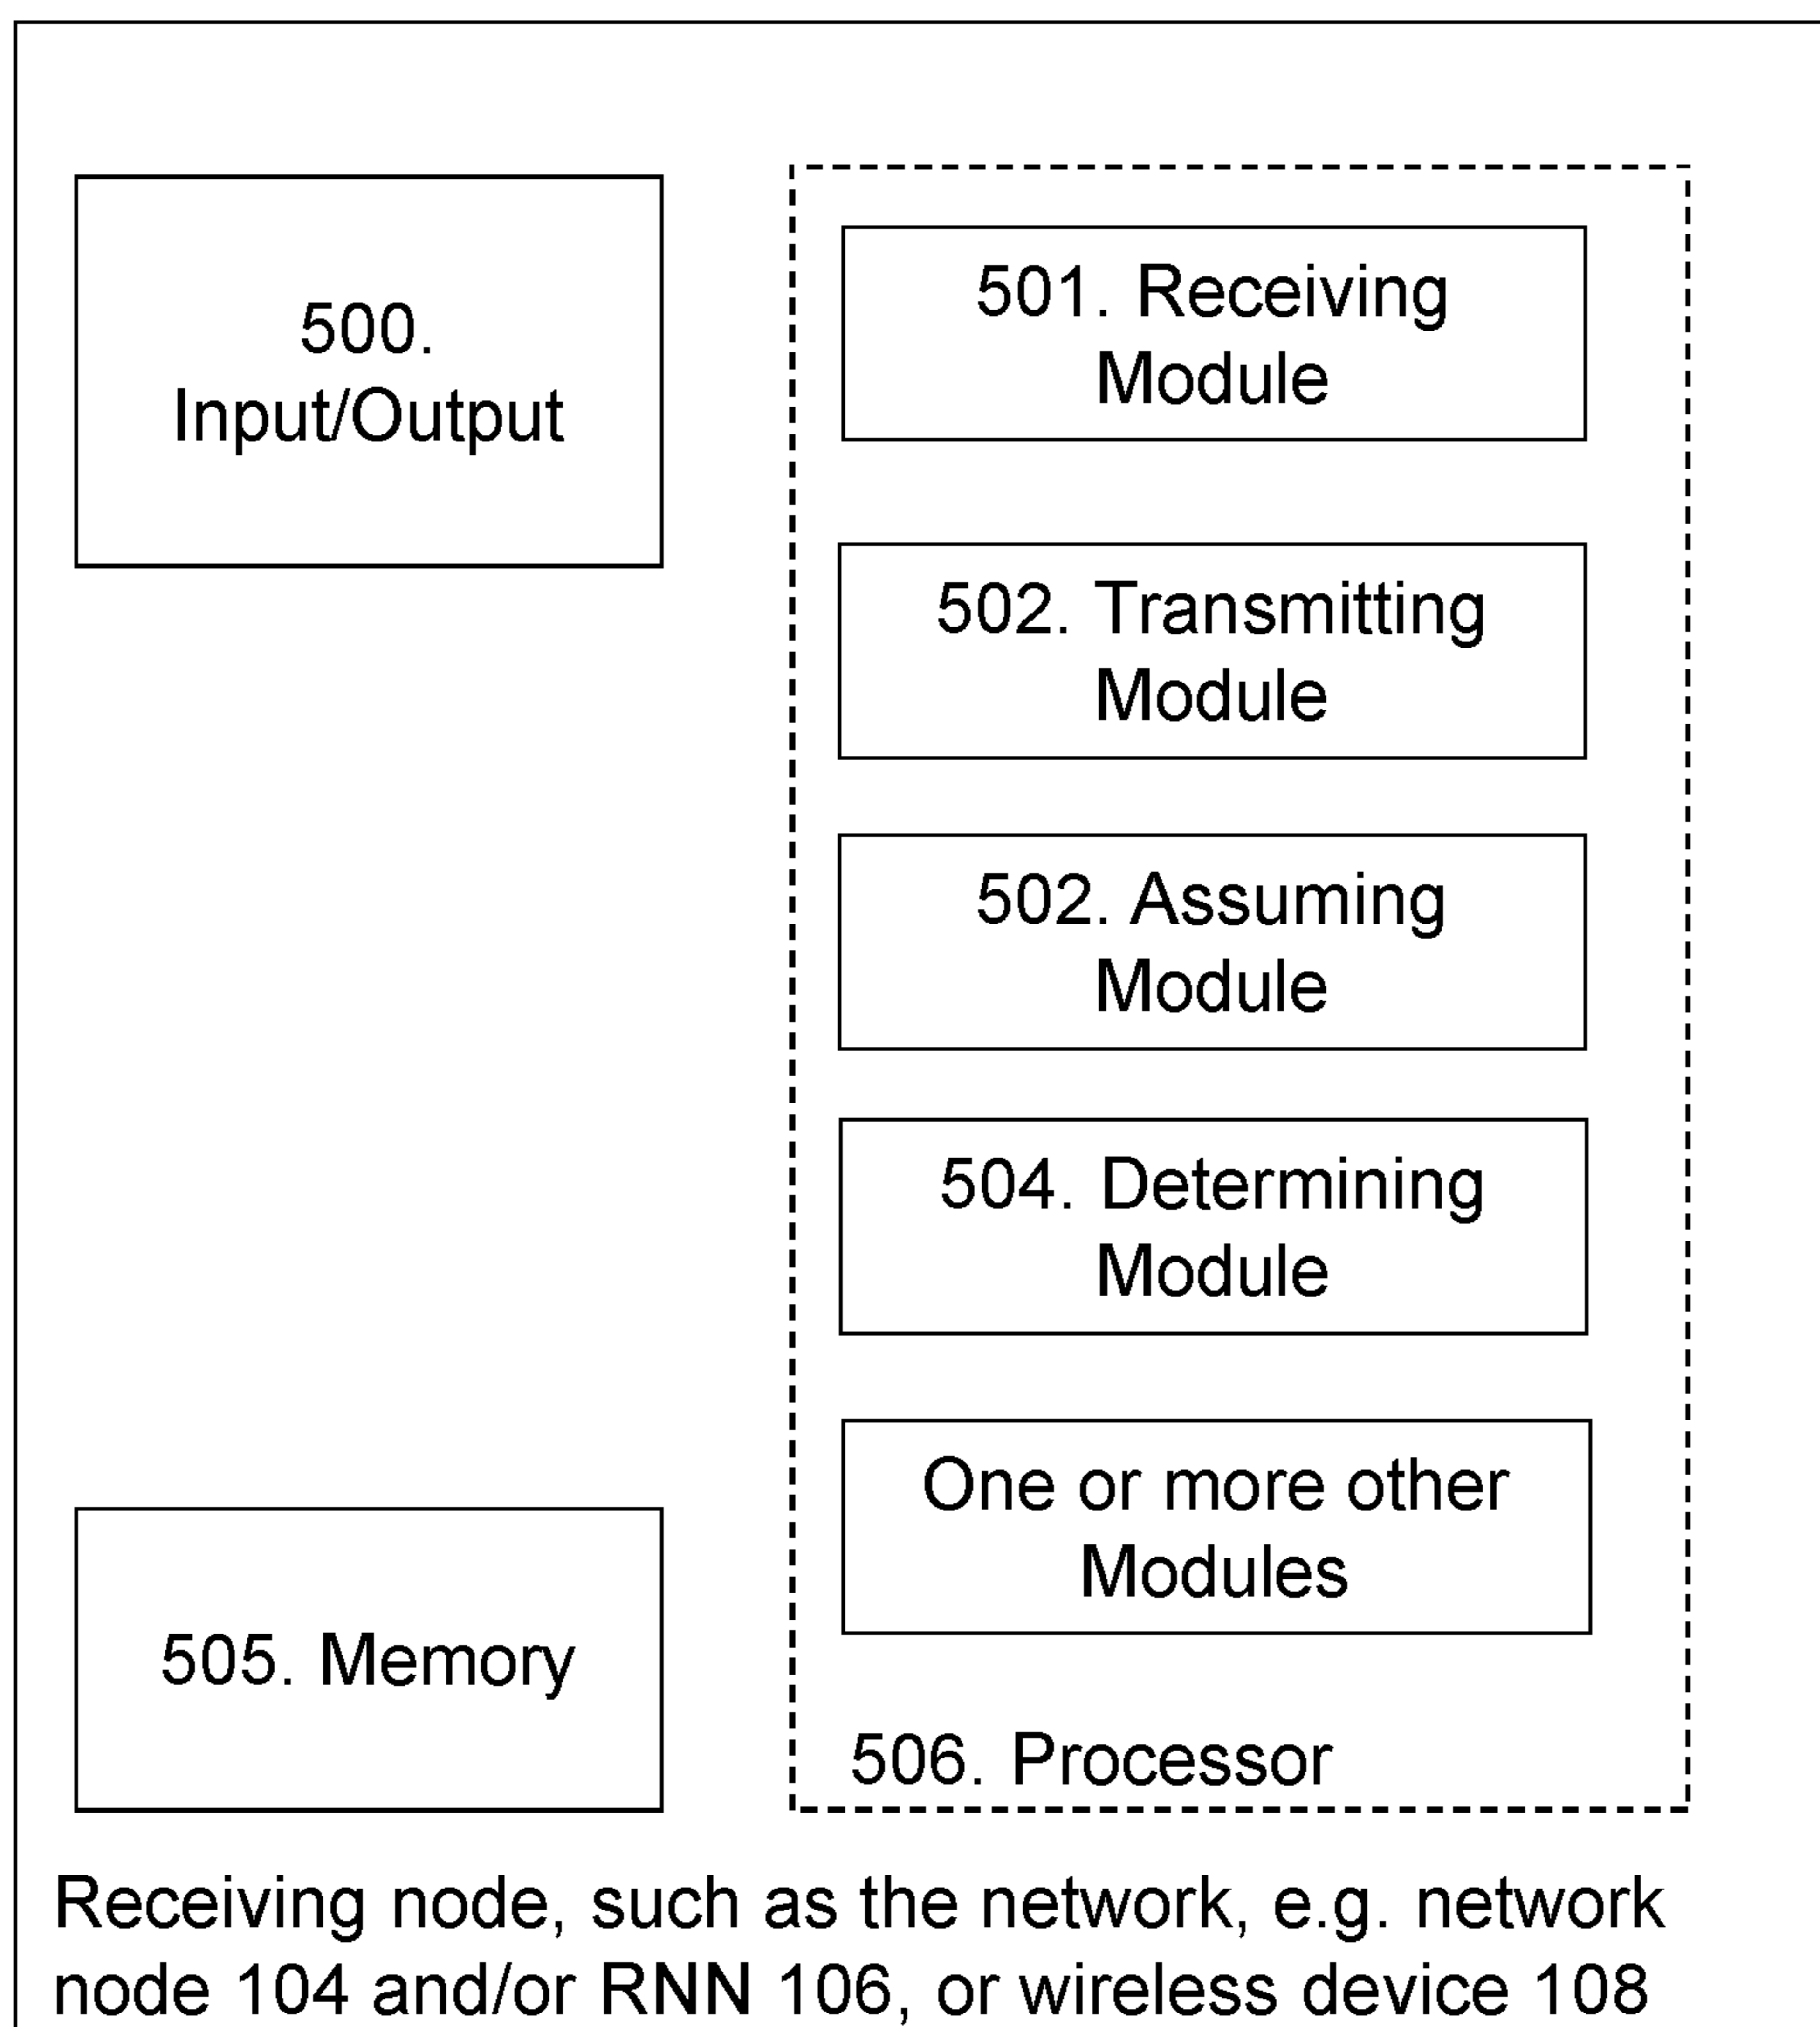 500.
Input/Output
501. Receiving
Module
502. Transmitting
Module
502. Assuming
Module
504. Determining
Module
One or more other
Modules
505. Memory
506. Processor
Receiving node, such as the network, e.g. network
node 104 and/or RNN 106, or wireless device 108